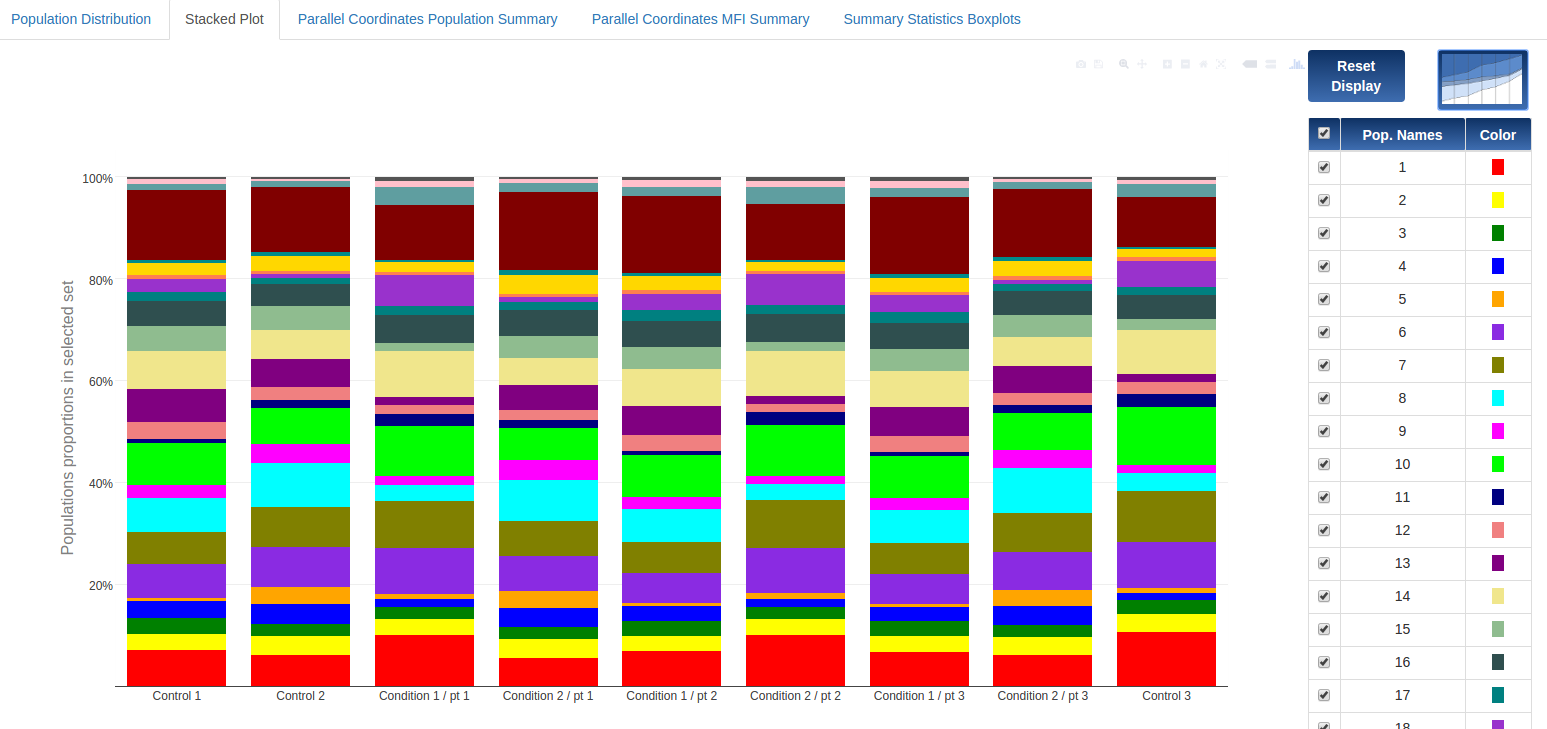 Population Distribution
Stacked Plot
Parallel Coordinates Population Summary
Parallel Coordinates MFI Summary
Summary Statistics Boxplots
Reset
Display
Pop. Names
Color
1
2
3
4
5
6
7
8
9
10
11
12
13
14
15
16
17
18
Populations proportions in selected set
100%
80%
60%
40%
20%
Control 1
Control 2
Condition 1 / pt 1
Condition 2 / pt 1
Condition 1 / pt 2
Condition 2 / pt 2
Condition 1 / pt 3
Condition 2 / pt 3
Control 3